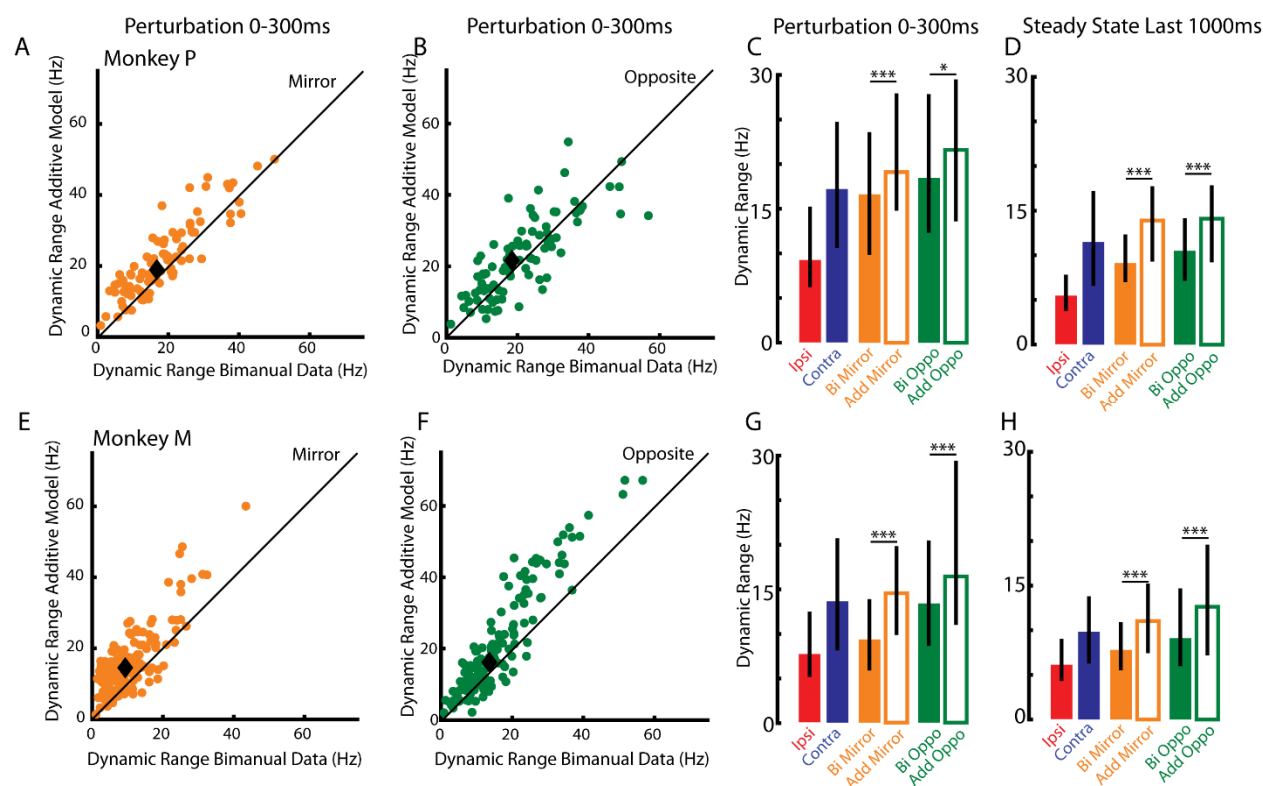 Perturbation 0-300ms
Perturbation 0-300ms
Perturbation 0-300ms
Steady State Last 1000ms
A
Monkey P
Mirror
Dynamic Range Additive Model (Hz)
60
40
20
0
0
20
40
60
Dynamic Range Bimanual Data (Hz)
B
Opposite
Dynamic Range Additive Model (Hz)
60
40
20
0
0
20
40
60
Dynamic Range Bimanual Data (Hz)
C
Dynamic Range (Hz)
30
15
0
***
*
Ipsi
Contra
Bi Mirror
Add Mirror
Bi Oppo
Add Oppo
D
30
15
0
***
***
Ipsi
Contra
Bi Mirror
Add Mirror
Bi Oppo
Add Oppo
E
Monkey M
Mirror
Dynamic Range Additive Model (Hz)
60
40
20
0
0
20
40
60
Dynamic Range Bimanual Data (Hz)
F
Opposite
Dynamic Range Additive Model (Hz)
60
40
20
0
0
20
40
60
Dynamic Range Bimanual Data (Hz)
G
Dynamic Range (Hz)
30
15
0
***
***
Ipsi
Contra
Bi Mirror
Add Mirror
Bi Oppo
Add Oppo
H
30
15
0
***
***
Ipsi
Contra
Bi Mirror
Add Mirror
Bi Oppo
Add Oppo